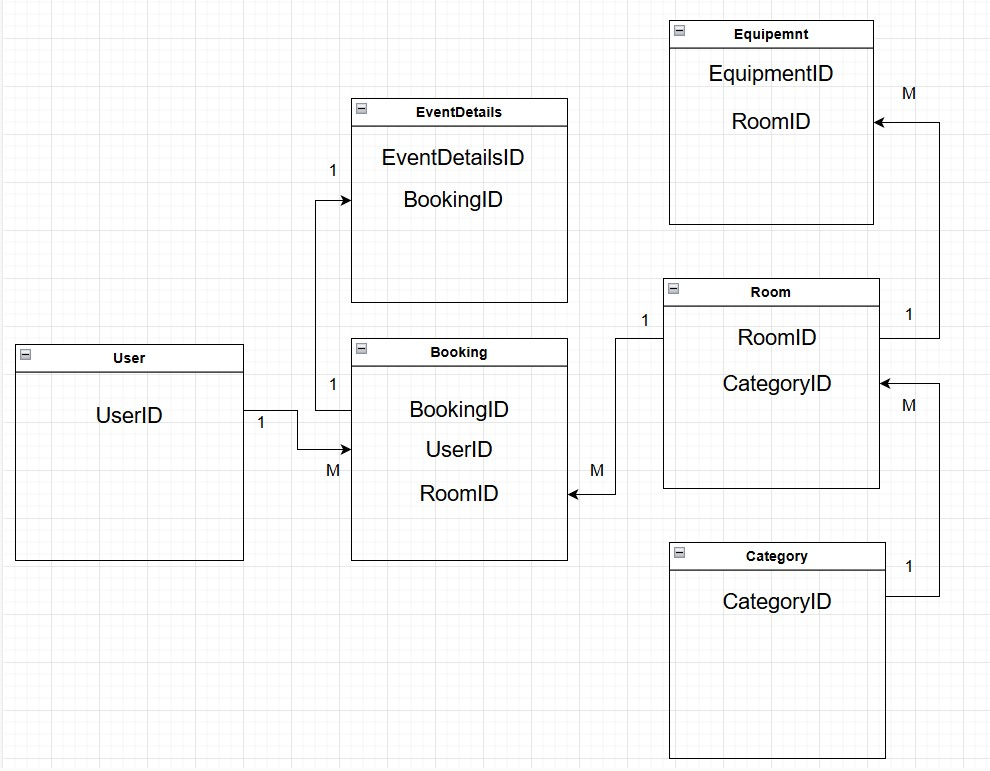 Equipemnt
EquipmentID
M
RoomID
EventDetails
EventDetailsID
1
BookingID
Room
1
1
RoomID
CategoryID
M
User
UserID
1
Booking
1
BookingID
UserID
M
M
RoomID
Category
1
CategoryID